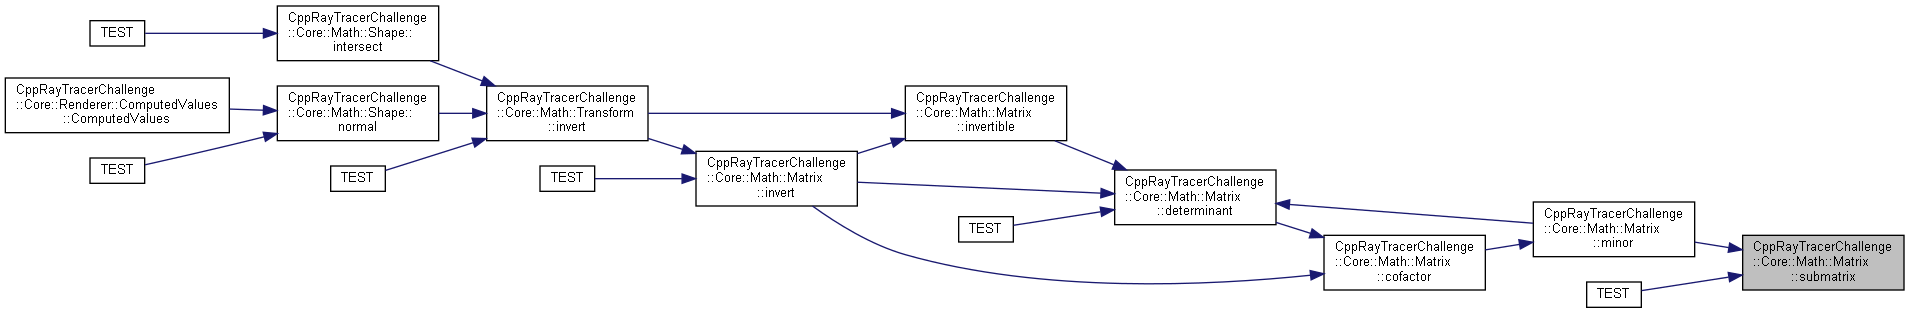 TEST
CppRayTracerChallenge
::Core::Math::Shape::
intersect
CppRayTracerChallenge
::Core::Renderer::ComputedValues
::ComputedValues
TEST
CppRayTracerChallenge
::Core::Math::Shape::
normal
TEST
CppRayTracerChallenge
::Core::Math::Transform
::invert
TEST
CppRayTracerChallenge
::Core::Math::Matrix
::invert
CppRayTracerChallenge
::Core::Math::Matrix
::invertible
TEST
CppRayTracerChallenge
::Core::Math::Matrix
::determinant
CppRayTracerChallenge
::Core::Math::Matrix
::cofactor
CppRayTracerChallenge
::Core::Math::Matrix
::minor
TEST
CppRayTracerChallenge
::Core::Math::Matrix
::submatrix